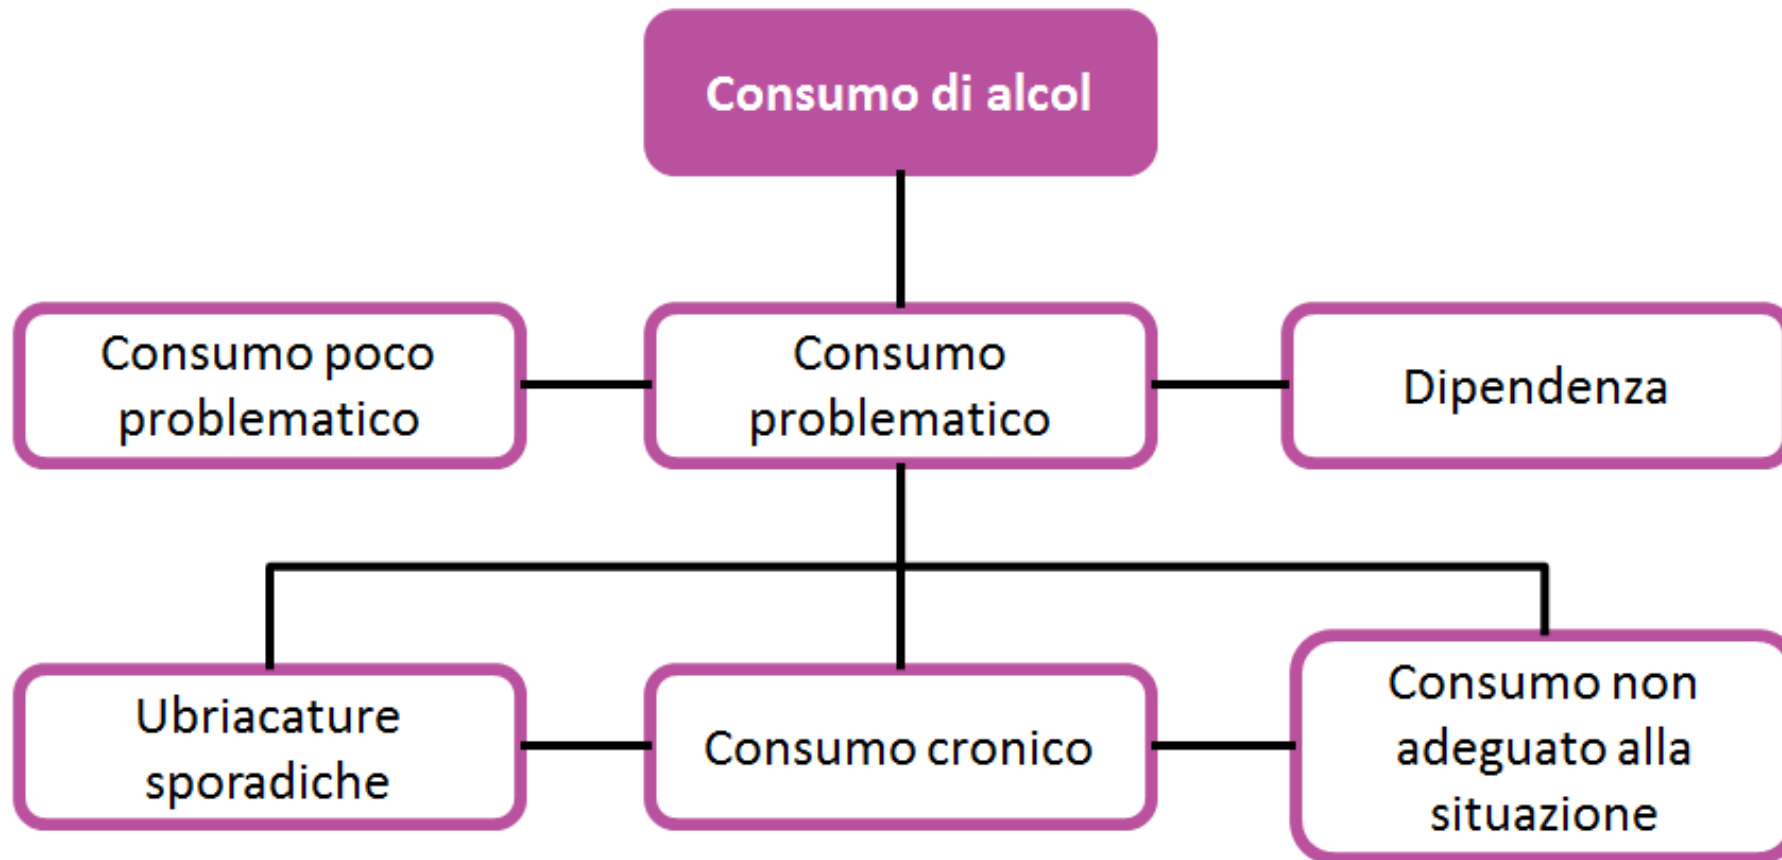 Consumo di alcol
Consumo poco
problematico
Consumo
problematico
Dipendenza
Ubriacature
sporadiche
Consumo cronico
Consumo non
adeguato alla
situazione